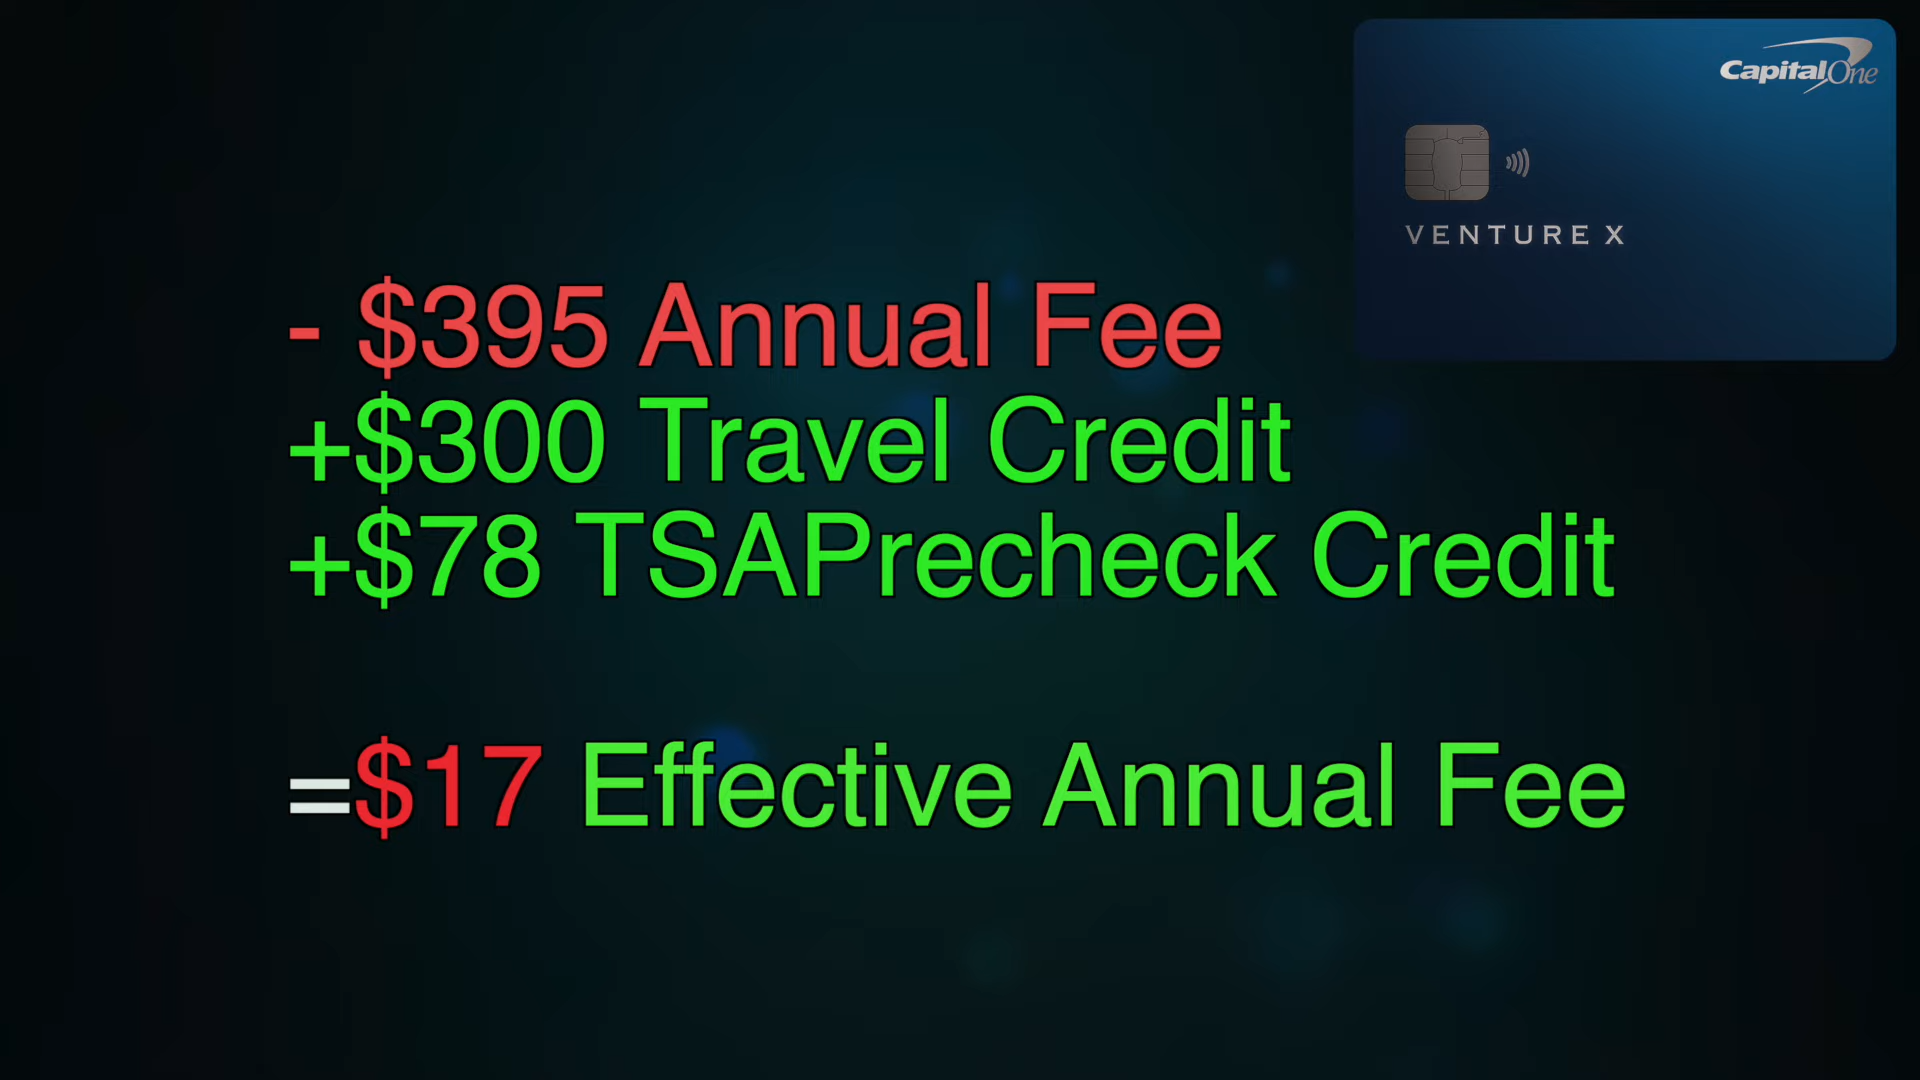 CapitalOne
VENTURE X
- $395 Annual Fee
+$300 Travel Credit
+$78 TSAPrecheck Credit
=$17 Effective Annual Fee